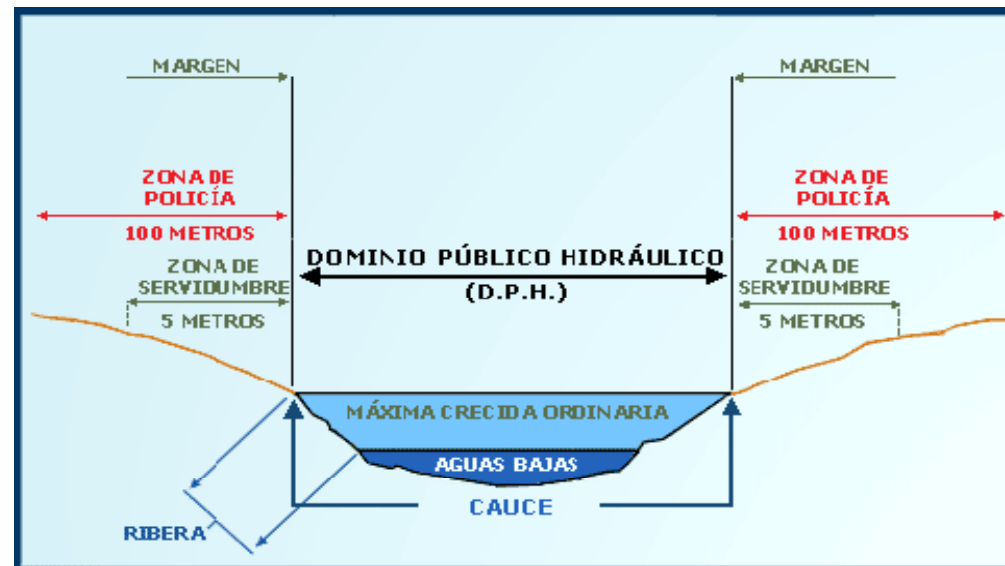 MARGEN
MARGEN
ZONA DE
POLICÍA
100 METROS
ZONA DE
POLICÍA
100 METROS
DOMINIO PÚBLICO HIDRÁULICO
(D.P.H.)
ZONA DE
SERVIDUMBRE
5 METROS
ZONA DE
SERVIDUMBRE
5 METROS
MÁXIMA CRECIDA ORDINARIA
AGUAS BAJAS
CAUCE
RIBERA